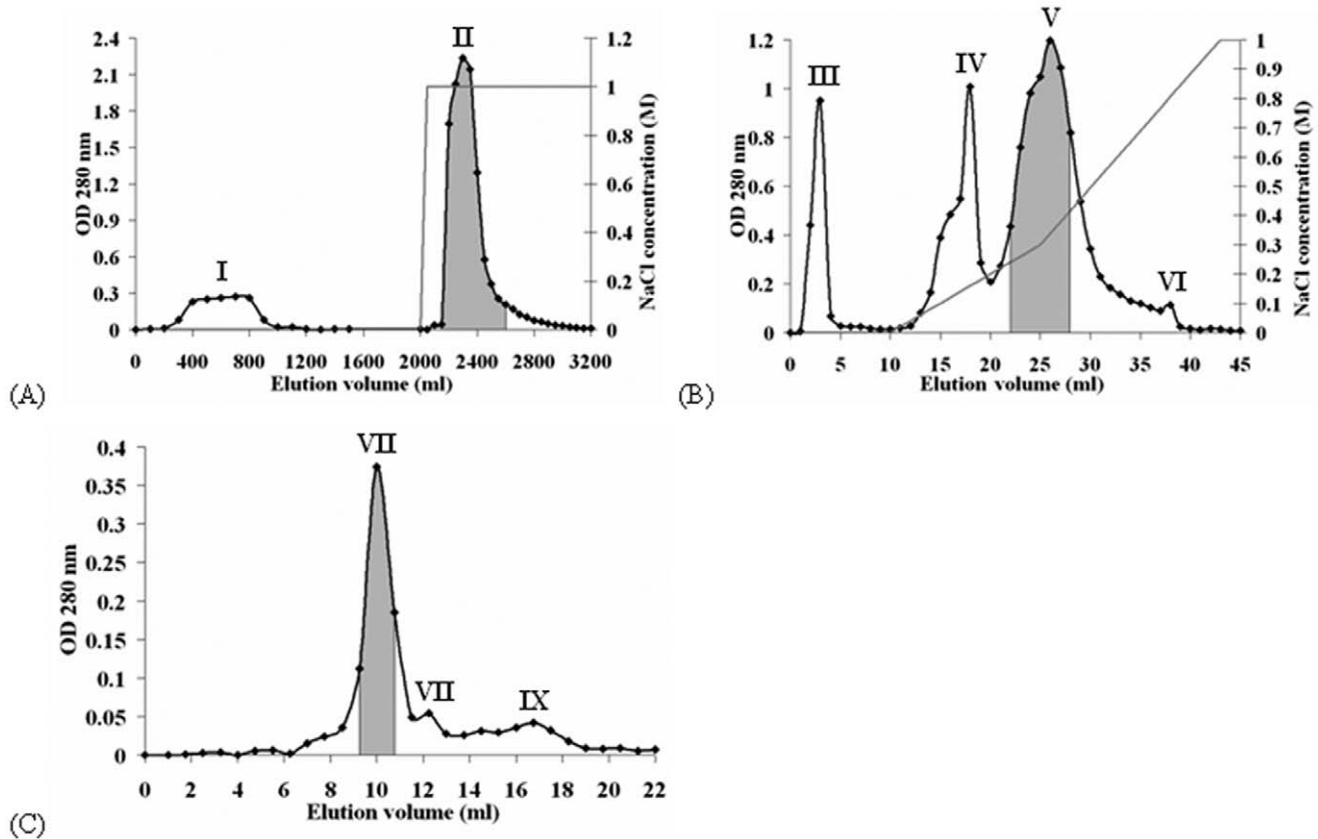 II
I
2.4
2.1
1.8
1.5
1.2
0.9
0.6
0.3
0
OD 280 nm
0 400 800 1200 1600 2000 2400 2800 3200
Elution volume (ml)
1.2
1
0.8
0.6
0.4
0.2
0
NaCl concentration (M)
(A)
V
III
IV
VI
1.2
1
0.8
0.6
0.4
0.2
0
OD 280 nm
0 5 10 15 20 25 30 35 40 45
Elution volume (ml)
1
0.9
0.8
0.7
0.6
0.5
0.4
0.3
0.2
0.1
0
NaCl concentration (M)
(B)
VII
VII
IX
0.4
0.35
0.3
0.25
0.2
0.15
0.1
0.05
0
OD 280 nm
0 2 4 6 8 10 12 14 16 18 20 22
Elution volume (ml)
(C)